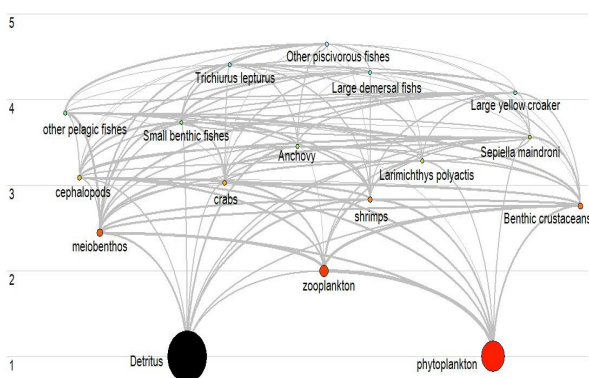 5
Other piscivorous fishes
Trichiurus lepturus
Large demersal fishs
4
Large yellow croaker
other pelagic fishes
Small benthic fishes
Anchovy
Sepiella maindroni
Larimichthys polyactis
3
cephalopods
crabs
shrimps
Benthic crustaceans
meiobenthos
2
zooplankton
Detritus
phytoplankton
1